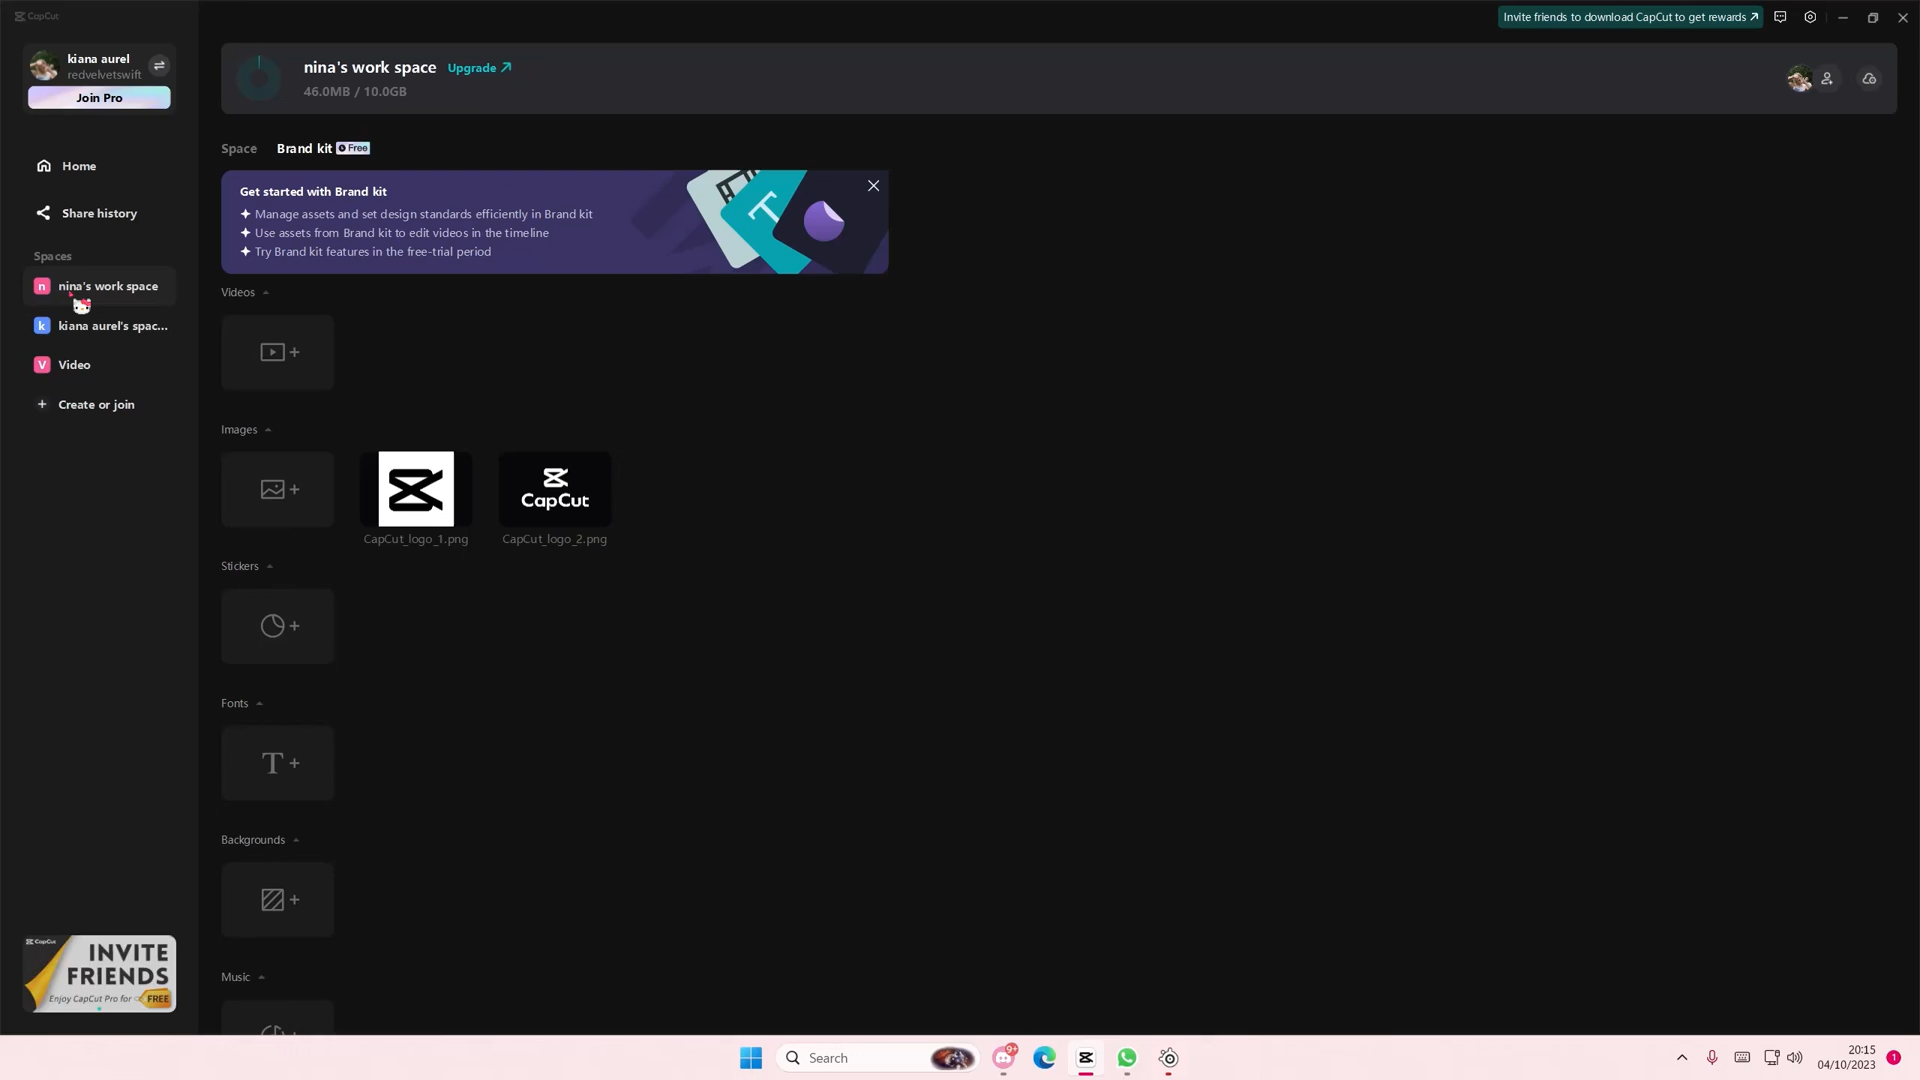 CapCut
Invite friends to download CapCut to get rewards
kiana aurel
redvelvetswift
Join Pro
nina's work space
Upgrade
46.0MB / 10.0GB
Home
Share history
Spaces
n nina's work space
k kiana aurel's spac...
V Video
+ Create or join
Space
Brand kit
Free
Get started with Brand kit
Manage assets and set design standards efficiently in Brand kit
Use assets from Brand kit to edit videos in the timeline
Try Brand kit features in the free-trial period
Videos
Images
CapCut
CapCut_logo_1.png
CapCut_logo_2.png
Stickers
Fonts
T+
Backgrounds
Music
CapCut
INVITE
FRIENDS
Enjoy CapCut Pro for
FREE
Search
9+
20:15
04/10/2023
1